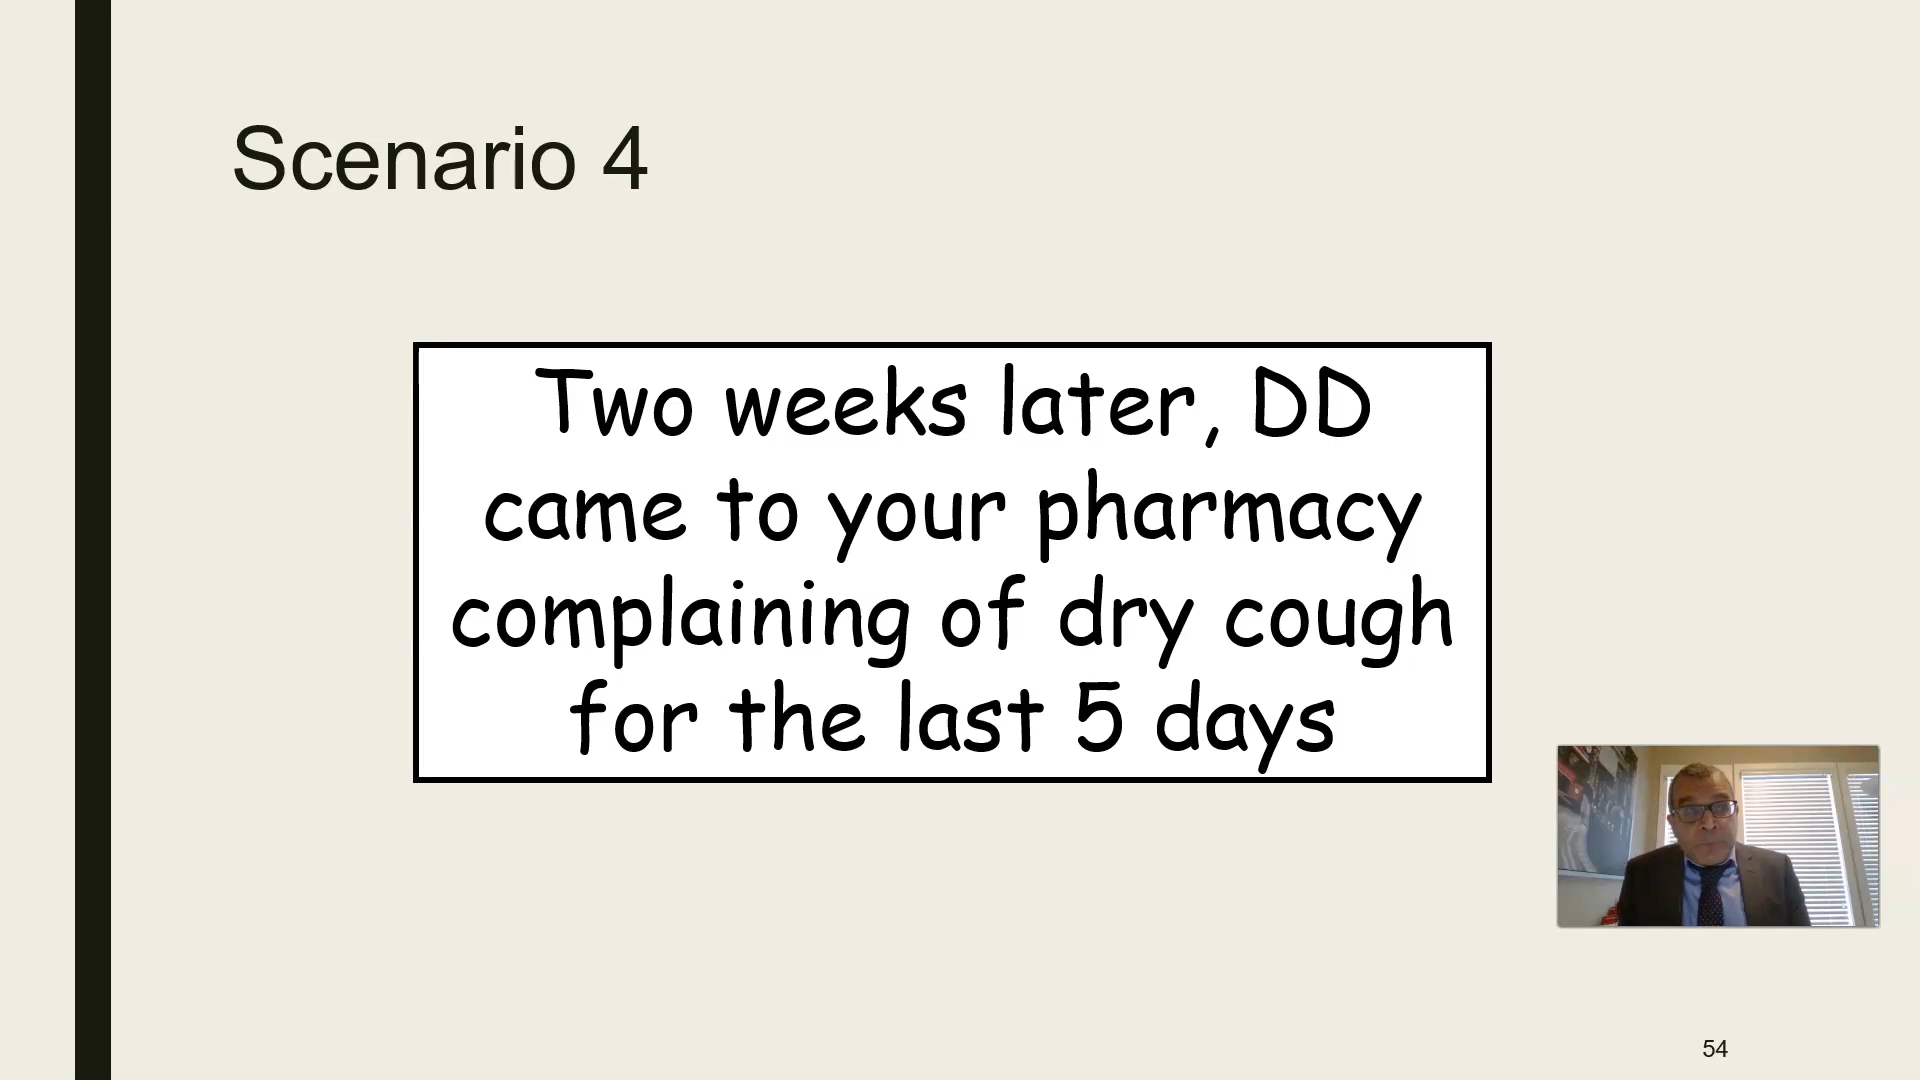 Scenario 4
Two weeks later, DD
came to your pharmacy
complaining of dry cough
for the last 5 days
54